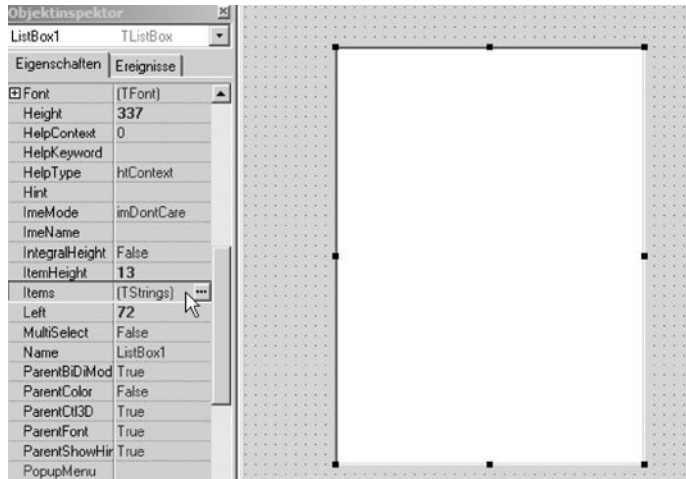 Objektinspektor
ListBox1 TListBox
Eigenschaften Ereignisse
Font (TFont)
Height 337
HelpContext 0
HelpKeyword
HelpType htContext
Hint
ImeMode imDontCare
ImeName
IntegralHeight False
ItemHeight 13
Items (TStrings) ...
Left 72
MultiSelect False
Name ListBox1
ParentBiDiMod True
ParentColor False
ParentCtl3D True
ParentFont True
ParentShowHir True
PopupMenu